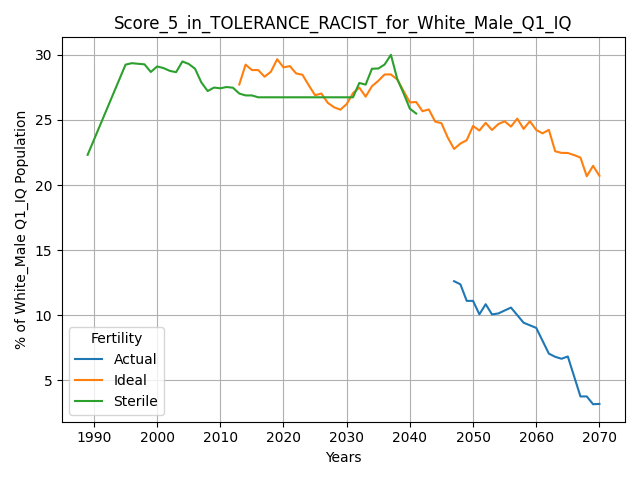 Score_5_in_TOLERANCE_RACIST_for_White_Male_Q1_IQ
% of White_Male Q1_IQ Population
30
25
20
15
10
5
Fertility
Actual
Ideal
Sterile
1990 2000 2010 2020 2030 2040 2050 2060 2070
Years